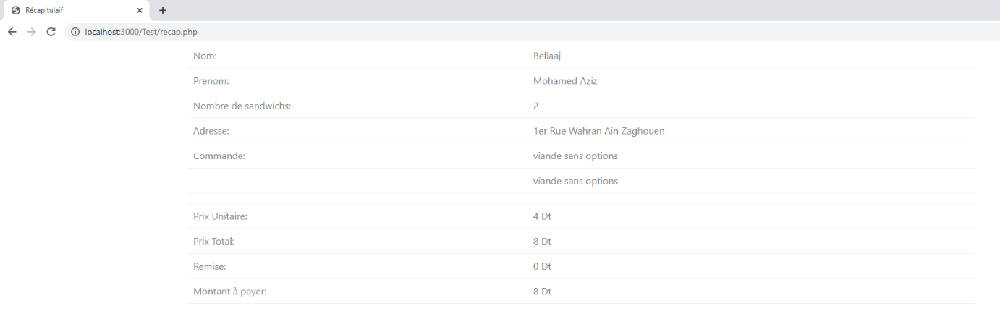 Récapitulaif
localhost:3000/Test/recap.php
Nom: Bellaaj
Prenom: Mohamed Aziz
Nombre de sandwichs: 2
Adresse: 1er Rue Wahran Ain Zaghouen
Commande: viande sans options
viande sans options
Prix Unitaire: 4 Dt
Prix Total: 8 Dt
Remise: 0 Dt
Montant à payer: 8 Dt